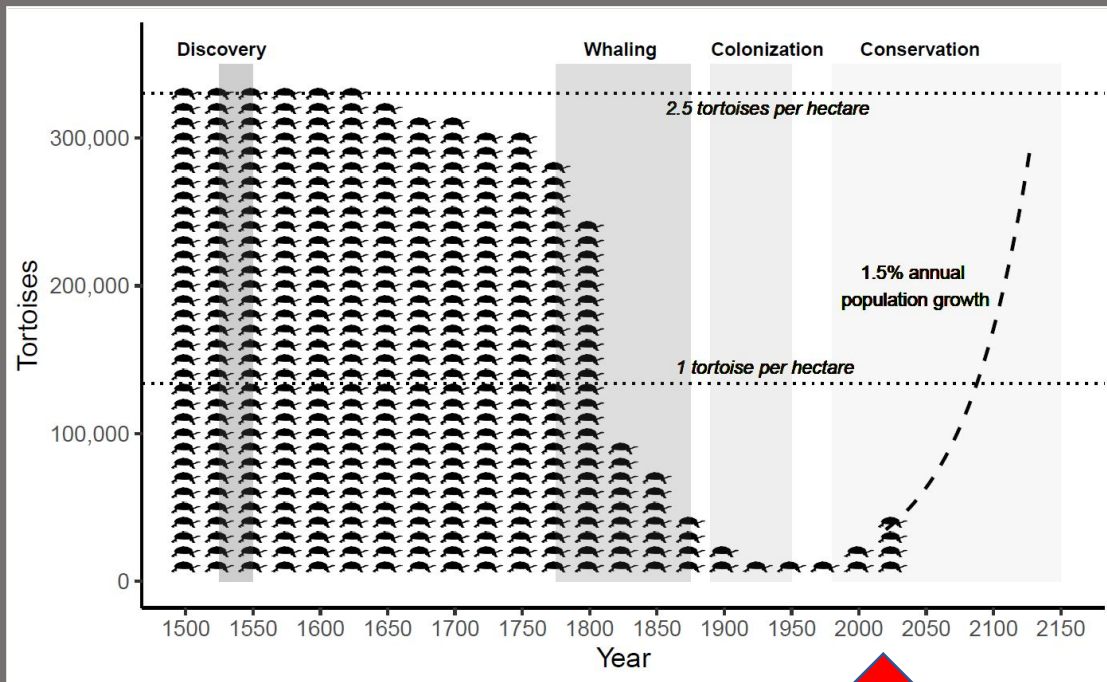 Discovery
Whaling
Colonization
Conservation
2.5 tortoises per hectare
300,000
1.5% annual
population growth
200,000
Tortoises
1 tortoise per hectare
100,000
0
1500
1550
1600
1650
1700
1750
1800
1850
1900
1950
2000
2050
2100
2150
Year